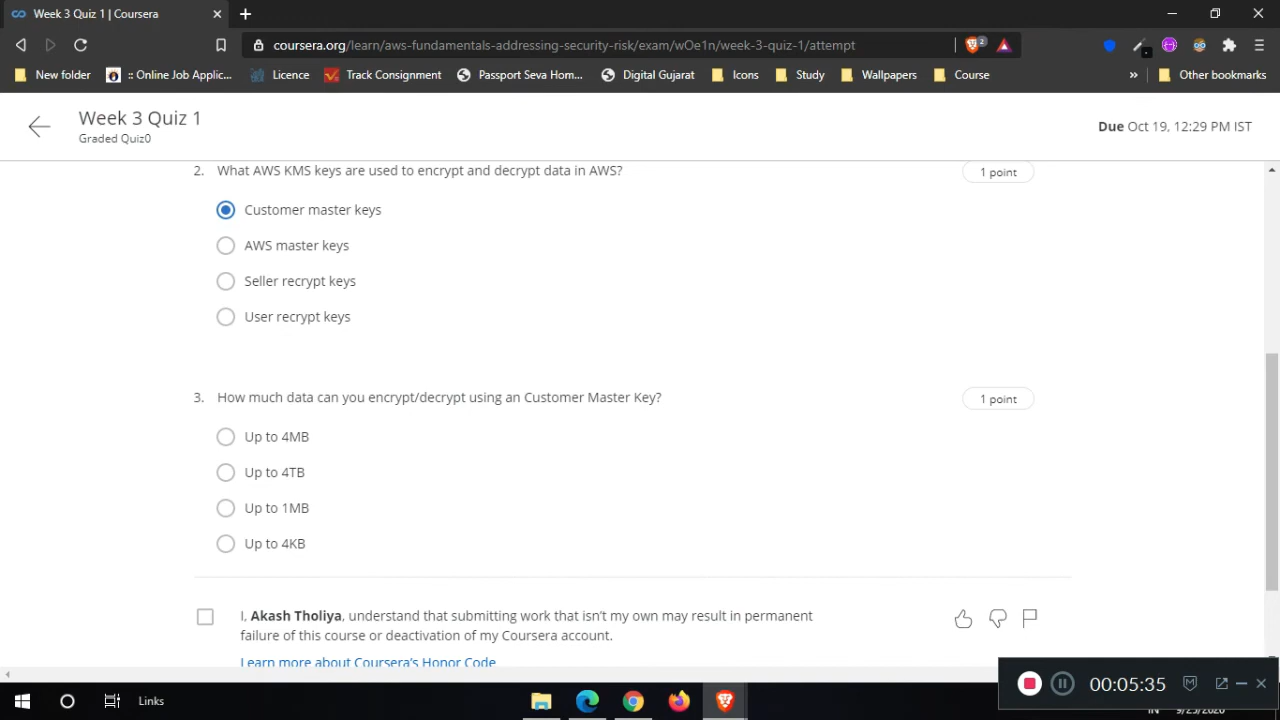 Week 3 Quiz 1 | Coursera
coursera.org/learn/aws-fundamentals-addressing-security-risk/exam/wOe1n/week-3-quiz-1/attempt
2
New folder
:: Online Job Applic...
Licence
Track Consignment
Passport Seva Hom...
Digital Gujarat
Icons
Study
Wallpapers
Course
»
Other bookmarks
Week 3 Quiz 1
Graded Quiz0
Due Oct 19, 12:29 PM IST
2. What AWS KMS keys are used to encrypt and decrypt data in AWS?
1 point
Customer master keys
AWS master keys
Seller recrypt keys
User recrypt keys
3. How much data can you encrypt/decrypt using an Customer Master Key?
1 point
Up to 4MB
Up to 4TB
Up to 1MB
Up to 4KB
I, Akash Tholiya, understand that submitting work that isn't my own may result in permanent
failure of this course or deactivation of my Coursera account.
Learn more about Coursera's Honor Code
00:05:35
Links
IN